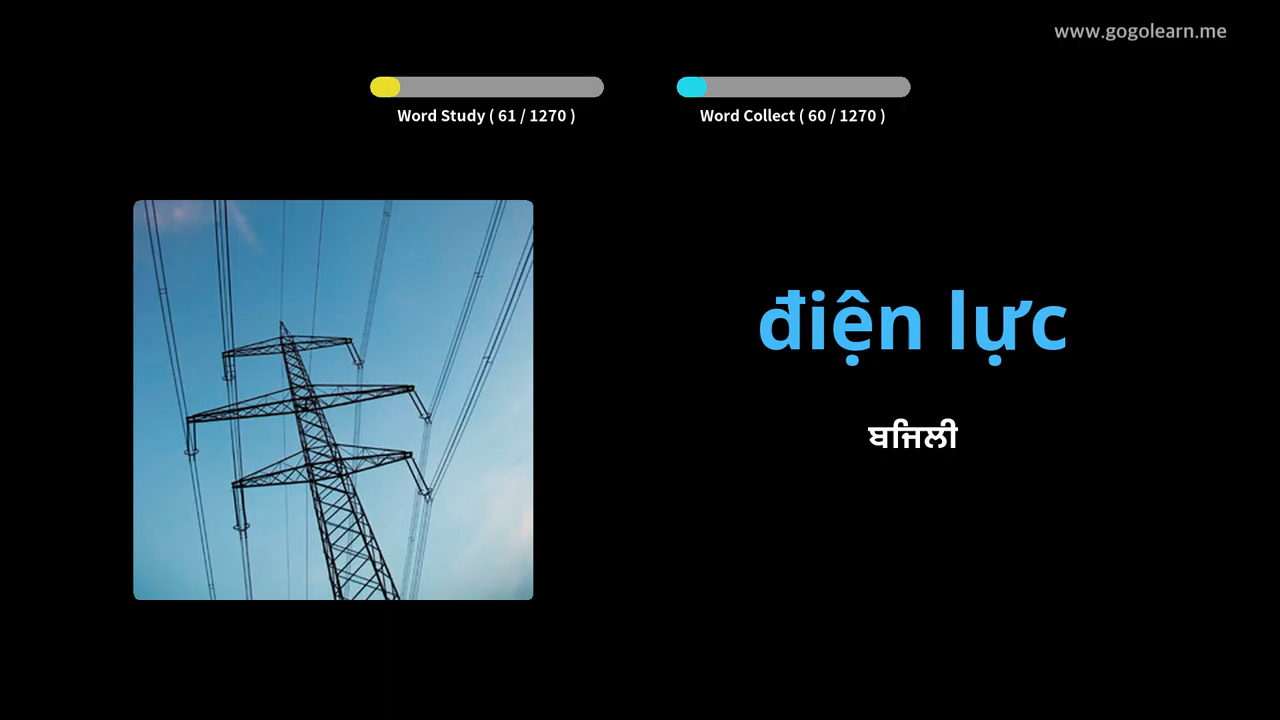 www.gogolearn.me
Word Study ( 61 / 1270 )
Word Collect ( 60 / 1270 )
điện lực
ਬਜਿਲੀ